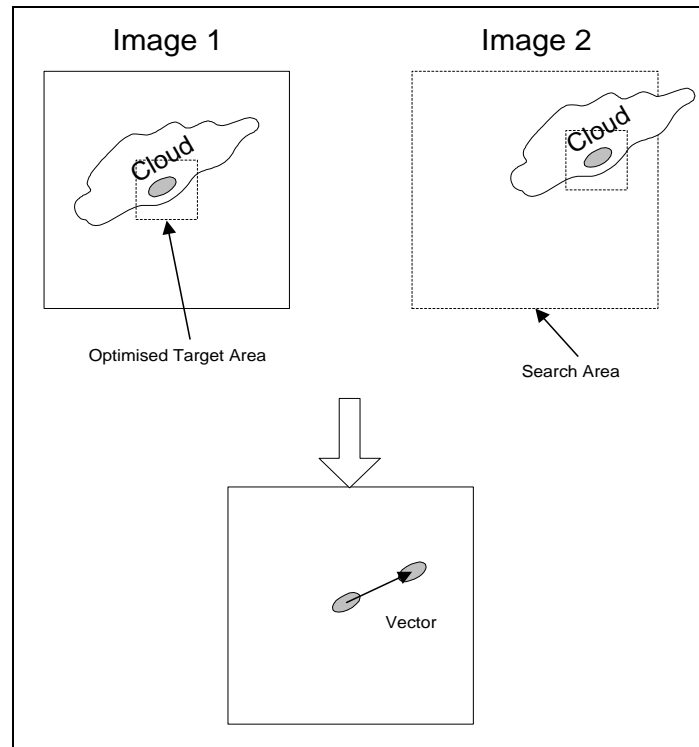 Image 1
Image 2
Cloud
Cloud
Optimised Target Area
Search Area
Vector